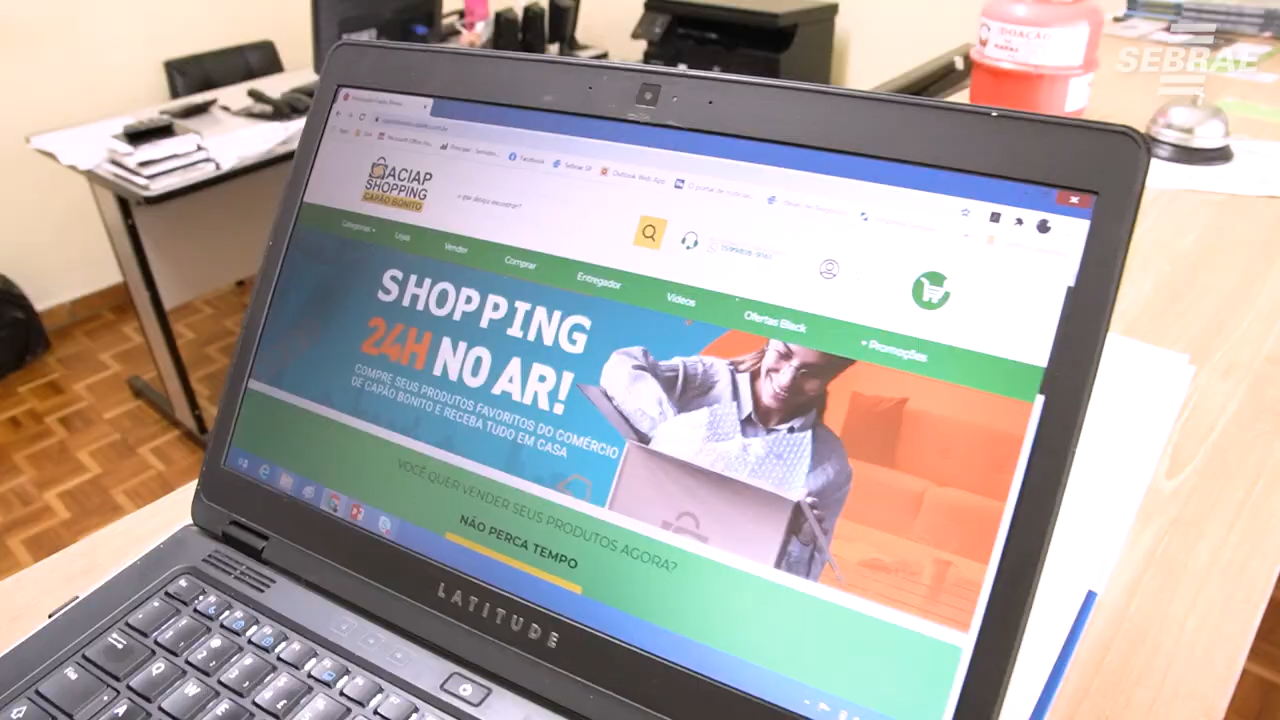 DOAÇÃO
SEBRAE
Facebook
Sebrae SP
Outlook Web App
ACIAP
SHOPPING
CAPÃO BONITO
o que deseja encontrar?
Categorias
Lojas
Vender
Comprar
Entregador
Videos
Ofertas Black
+ Promoções
SHOPPING
24H NO AR!
COMPRE SEUS PRODUTOS FAVORITOS DO COMÉRCIO
DE CAPÃO BONITO E RECEBA TUDO EM CASA
VOCÊ QUER VENDER SEUS PRODUTOS AGORA?
NÃO PERCA TEMPO
LATITUDE
Q
W
E
A